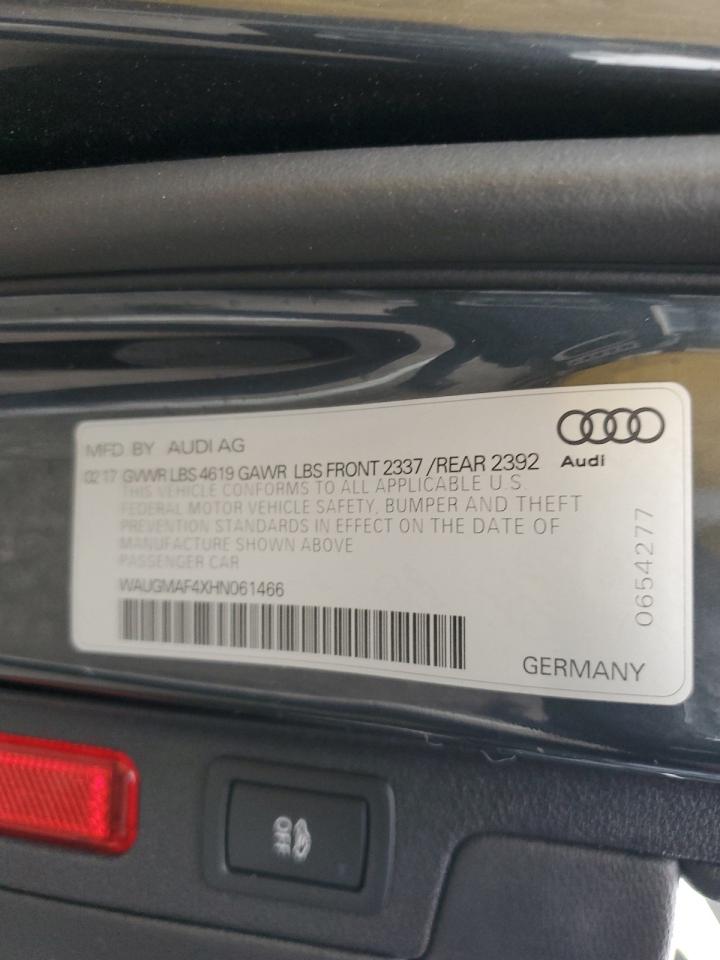 MFD BY AUDI AG
02 17 GVWR LBS 4619 GAWR LBS FRONT 2337 /REAR 2392
Audi
THIS VEHICLE CONFORMS TO ALL APPLICABLE U.S.
FEDERAL MOTOR VEHICLE SAFETY, BUMPER AND THEFT
PREVENTION STANDARDS IN EFFECT ON THE DATE OF
MANUFACTURE SHOWN ABOVE
PASSENGER CAR
WAUGMAF4XHN061466
0654277
GERMANY
OFF